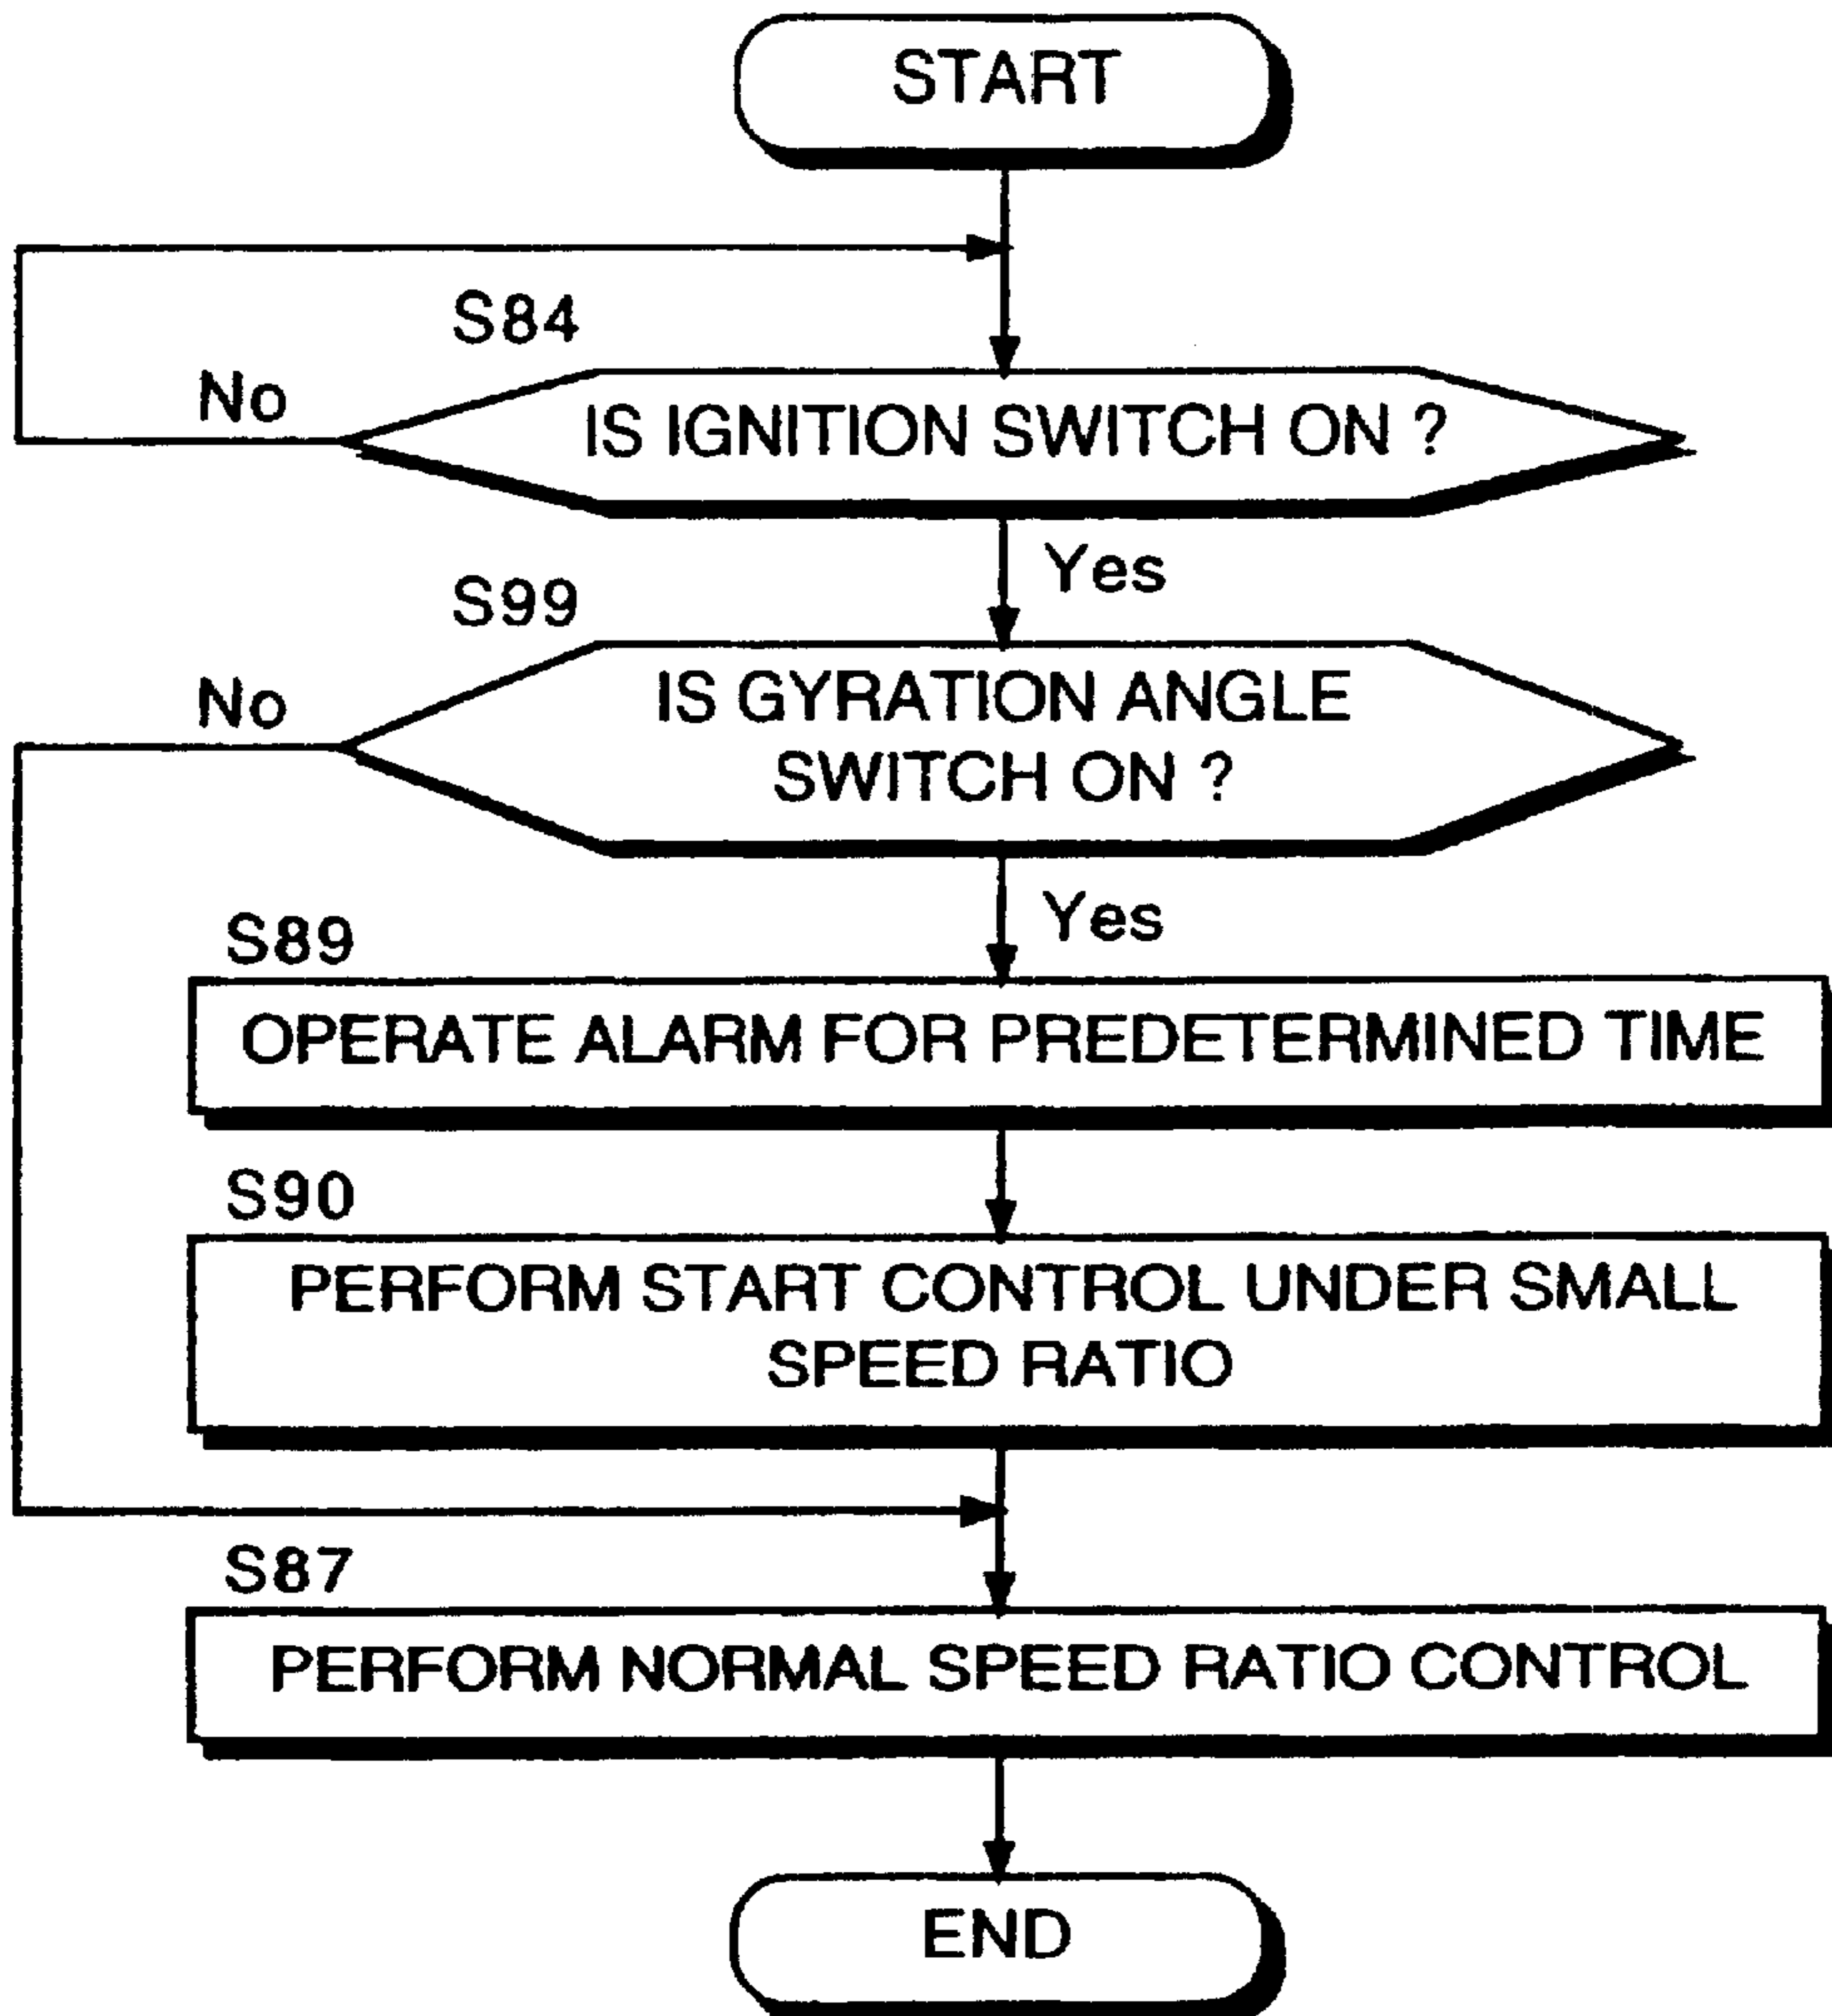 START
S84
No
IS IGNITION SWITCH ON ?
Yes
S99
No
IS GYRATION ANGLE
SWITCH ON ?
Yes
S89
OPERATE ALARM FOR PREDETERMINED TIME
S90
PERFORM START CONTROL UNDER SMALL
SPEED RATIO
S87
PERFORM NORMAL SPEED RATIO CONTROL
END